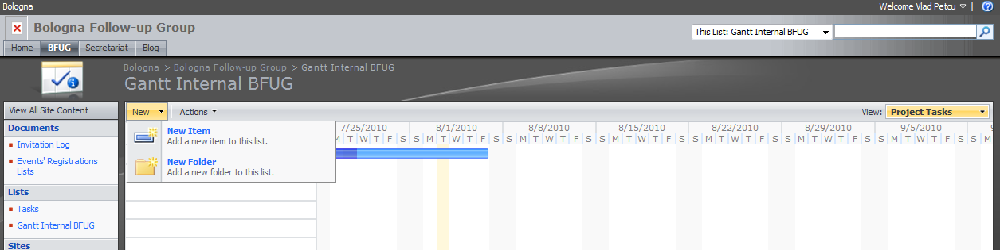 Bologna
Welcome Vlad Petcu
Bologna Follow-up Group
This List: Gantt Internal BFUG
Home BFUG Secretariat Blog
Bologna > Bologna Follow-up Group > Gantt Internal BFUG
Gantt Internal BFUG
View All Site Content
New Actions View: Project Tasks
Documents
Invitation Log
Events' Registrations
Lists
Lists
Tasks
Gantt Internal BFUG
Sites
New Item
Add a new item to this list.
New Folder
Add a new folder to this list.
7/25/2010 8/1/2010 8/8/2010 8/15/2010 8/22/2010 8/29/2010 9/5/2010
M T W T F S S M T W T F S S M T W T F S S M T W T F S S M T W T F S S M T W T F S S M T W T F S S M